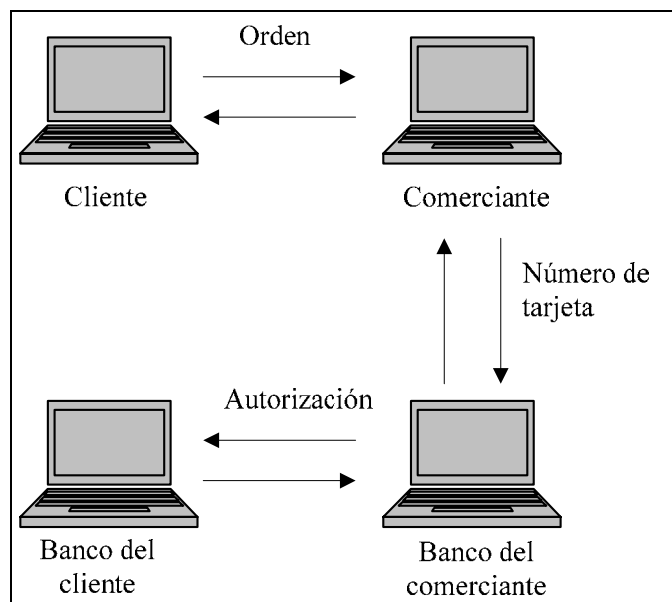 Orden
Cliente
Comerciante
Número de
tarjeta
Autorización
Banco del
cliente
Banco del
comerciante